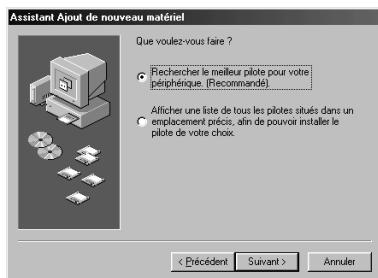 Assistant Ajout de nouveau matériel
Que voulez-vous faire ?
Rechercher le meilleur pilote pour votre
périphérique. (Recommandé).
Afficher une liste de tous les pilotes situés dans un
emplacement précis, afin de pouvoir installer le
pilote de votre choix.
< Précédent
Suivant >
Annuler